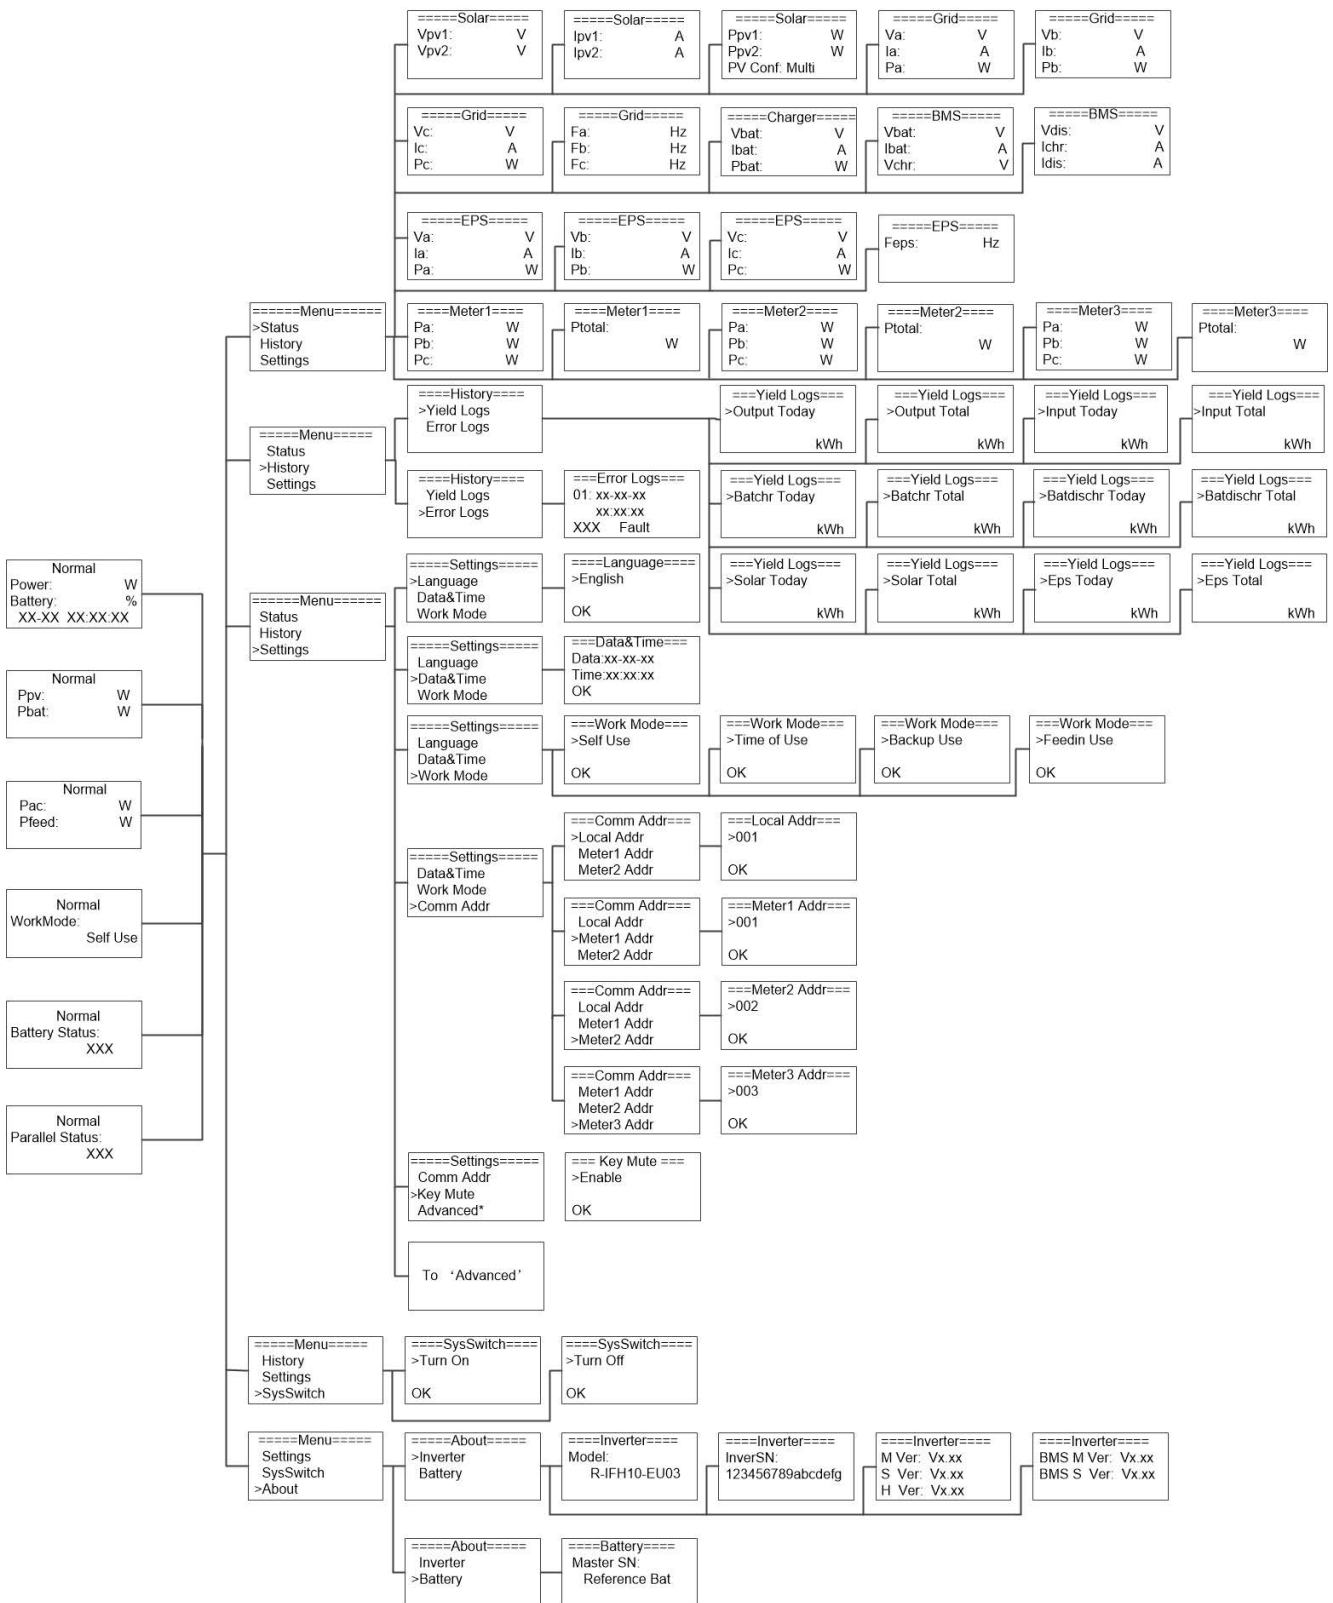 =====Solar=====
Vpv1: V
Vpv2: V
=====Solar=====
Ipv1: A
Ipv2: A
=====Solar=====
Ppv1: W
Ppv2: W
PV Conf: Multi
=====Grid=====
Va: V
Ia: A
Pa: W
=====Grid=====
Vb: V
Ib: A
Pb: W
=====Grid=====
Vc: V
Ic: A
Pc: W
=====Grid=====
Fa: Hz
Fb: Hz
Fc: Hz
=====Charger=====
Vbat: V
Ibat: A
Pbat: W
=====BMS=====
Vbat: V
Ibat: A
Vchr: V
=====BMS=====
Vdis: V
Ichr: A
Idis: A
=====EPS=====
Va: V
Ia: A
Pa: W
=====EPS=====
Vb: V
Ib: A
Pb: W
=====EPS=====
Vc: V
Ic: A
Pc: W
=====EPS=====
Feps: Hz
======Menu======
>Status
History
Settings
====Meter1====
Pa: W
Pb: W
Pc: W
====Meter1====
Ptotal:
W
====Meter2====
Pa: W
Pb: W
Pc: W
====Meter2====
Ptotal:
W
====Meter3====
Pa: W
Pb: W
Pc: W
====Meter3====
Ptotal:
W
=====Menu=====
Status
>History
Settings
====History====
>Yield Logs
Error Logs
===Yield Logs===
>Output Today
kWh
===Yield Logs===
>Output Total
kWh
===Yield Logs===
>Input Today
kWh
===Yield Logs===
>Input Total
kWh
====History====
Yield Logs
>Error Logs
===Error Logs===
01: xx-xx-xx
xx:xx:xx
XXX Fault
===Yield Logs===
>Batchr Today
kWh
===Yield Logs===
>Batchr Total
kWh
===Yield Logs===
>Batdischr Today
kWh
===Yield Logs===
>Batdischr Total
kWh
===Yield Logs===
>Solar Today
kWh
===Yield Logs===
>Solar Total
kWh
===Yield Logs===
>Eps Today
kWh
===Yield Logs===
>Eps Total
kWh
Normal
Power: W
Battery: %
XX-XX XX:XX:XX
Normal
Ppv: W
Pbat: W
Normal
Pac: W
Pfeed: W
Normal
WorkMode:
Self Use
Normal
Battery Status:
XXX
Normal
Parallel Status:
XXX
======Menu======
Status
History
>Settings
=====Settings=====
>Language
Data&Time
Work Mode
====Language====
>English
OK
=====Settings=====
Language
>Data&Time
Work Mode
===Data&Time===
Data:xx-xx-xx
Time:xx:xx:xx
OK
=====Settings=====
Language
Data&Time
>Work Mode
===Work Mode===
>Self Use
OK
===Work Mode===
>Time of Use
OK
===Work Mode===
>Backup Use
OK
===Work Mode===
>Feedin Use
OK
=====Settings=====
Data&Time
Work Mode
>Comm Addr
===Comm Addr===
>Local Addr
Meter1 Addr
Meter2 Addr
===Local Addr===
>001
OK
===Comm Addr===
Local Addr
>Meter1 Addr
Meter2 Addr
===Meter1 Addr===
>001
OK
===Comm Addr===
Local Addr
Meter1 Addr
>Meter2 Addr
===Meter2 Addr===
>002
OK
===Comm Addr===
Meter1 Addr
Meter2 Addr
>Meter3 Addr
===Meter3 Addr===
>003
OK
=====Settings=====
Comm Addr
>Key Mute
Advanced*
=== Key Mute ===
>Enable
OK
To ‘Advanced’
=====Menu=====
History
Settings
>SysSwitch
====SysSwitch====
>Turn On
OK
====SysSwitch====
>Turn Off
OK
=====Menu=====
Settings
SysSwitch
>About
=====About=====
>Inverter
Battery
====Inverter====
Model:
R-IFH10-EU03
====Inverter====
InverSN:
123456789abcdefg
====Inverter====
M Ver: Vx.xx
S Ver: Vx.xx
H Ver: Vx.xx
====Inverter====
BMS M Ver: Vx.xx
BMS S Ver: Vx.xx
=====About=====
Inverter
>Battery
====Battery====
Master SN:
Reference Bat